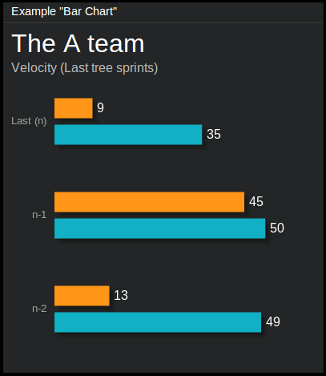 Example "Bar Chart"
The A team
Velocity (Last tree sprints)
9
Last (n)
35
45
n-1
50
13
n-2
49